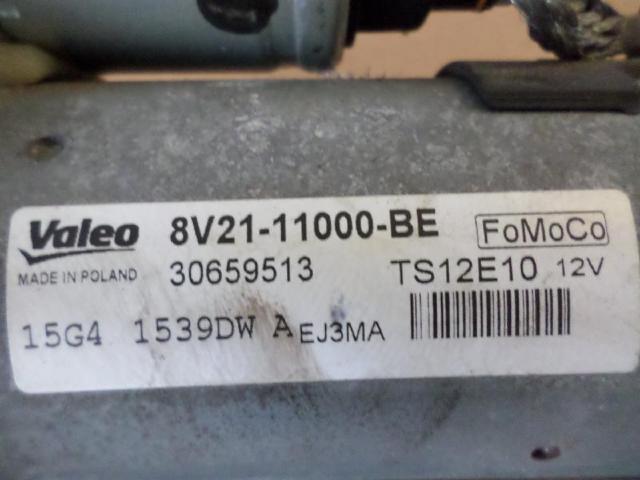 Valeo 8V21-11000-BE FoMoCo
MADE IN POLAND 30659513 TS12E10 12V
15G4 1539DW A EJ3MA